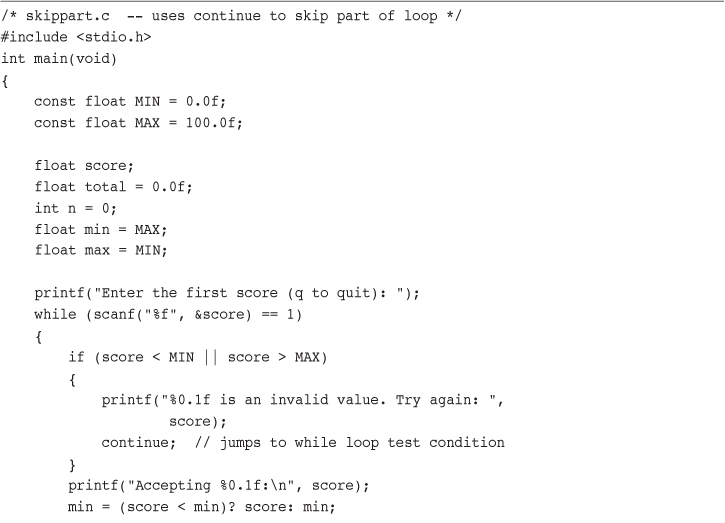 /* skippart.c  -- uses continue to skip part of loop */
#include <stdio.h>
int main(void)
{
    const float MIN = 0.0f;
    const float MAX = 100.0f;

    float score;
    float total = 0.0f;
    int n = 0;
    float min = MAX;
    float max = MIN;

    printf("Enter the first score (q to quit): ");
    while (scanf("%f", &score) == 1)
    {
        if (score < MIN || score > MAX)
        {
            printf("%0.1f is an invalid value. Try again: ",
                    score);
            continue;  // jumps to while loop test condition
        }
        printf("Accepting %0.1f:\n", score);
        min = (score < min)? score: min;